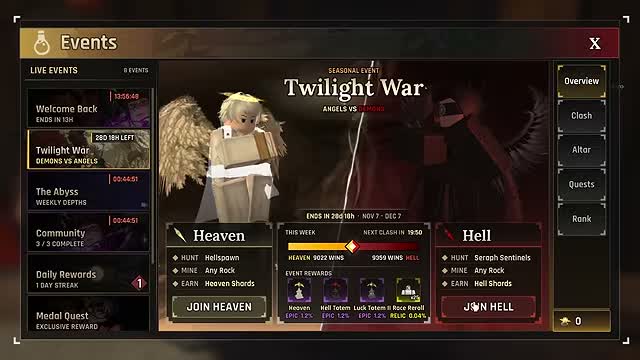 Events
X
LIVE EVENTS
8 EVENTS
13:55:48
Welcome Back
ENDS IN 13H
28D 18H LEFT
Twilight War
DEMONS VS ANGELS
00:44:51
The Abyss
WEEKLY DEPTHS
00:44:51
Community
3 / 3 COMPLETE
Daily Rewards
1 DAY STREAK
1
Medal Quest
EXCLUSIVE REWARD
SEASONAL EVENT
Twilight War
ANGELS VS DEMONS
ENDS IN 28d 18h • NOV 7 - DEC 7
Heaven
HUNT Hellspawn
MINE Any Rock
EARN Heaven Shards
JOIN HEAVEN
THIS WEEK
NEXT CLASH IN 19:50
HEAVEN 9022 WINS
9359 WINS HELL
EVENT REWARDS
Heaven
EPIC 1.2%
Hell Totem
EPIC 1.2%
Luck Totem II
EPIC 1.2%
Race Reroll
RELIC 0.04%
Hell
HUNT Seraph Sentinels
MINE Any Rock
EARN Hell Shards
JOIN HELL
Overview
Clash
Altar
Quests
Rank
0